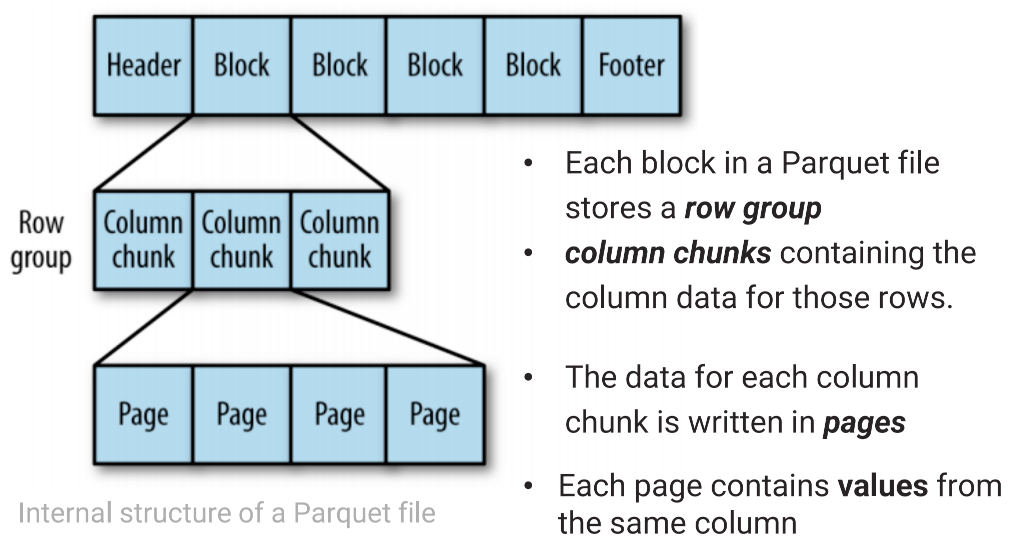 Header Block Block Block Block Footer
Row group
Column chunk Column chunk Column chunk
Page Page Page Page
Internal structure of a Parquet file
• Each block in a Parquet file
stores a row group
• column chunks containing the
column data for those rows.
• The data for each column
chunk is written in pages
• Each page contains values from
the same column